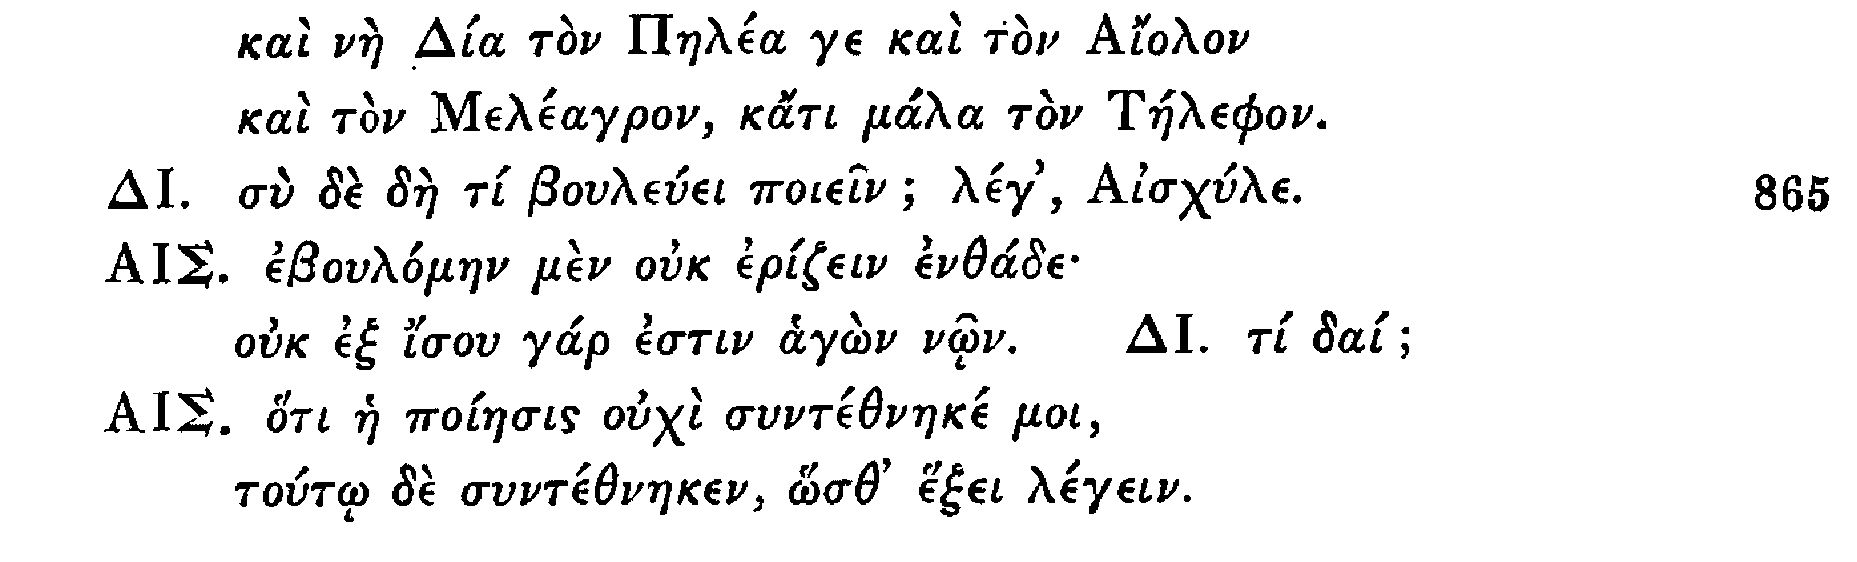 καὶ νὴ Δία τὸν Πηλέα γε καὶ τὸν Αἴολον
καὶ τὸν Μελέαγρον, κἄτι μάλα τὸν Τήλεφον.
ΔΙ. σὺ δὲ δὴ τί βουλεύει ποιεῖν; λέγ’, Αἰσχύλε. 865
ΑΙΣ. ἐβουλόμην μὲν οὐκ ἐρίζειν ἐνθάδε·
οὐκ ἐξ ἴσου γάρ ἐστιν ἁγὼν νῷν. ΔΙ. τί δαί;
ΑΙΣ. ὅτι ἡ ποίησις οὐχὶ συντέθνηκέ μοι,
τούτῳ δὲ συντέθνηκεν, ὥσθ’ ἕξει λέγειν.